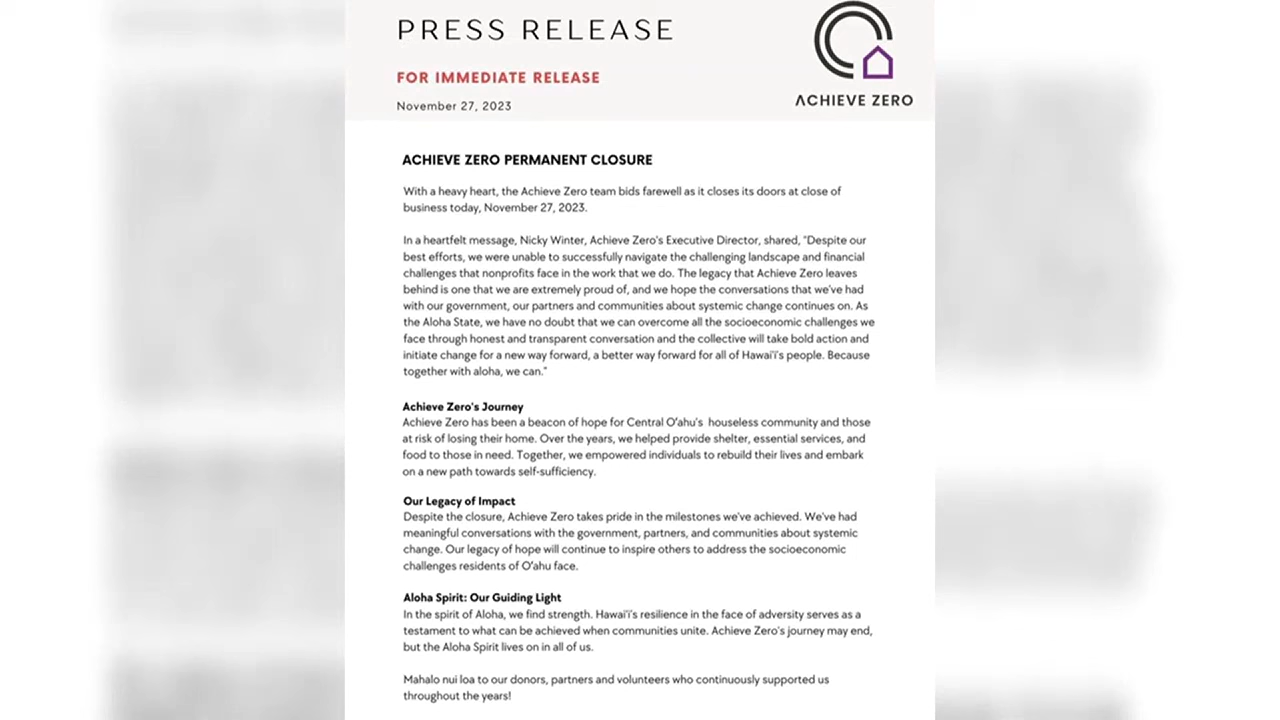 PRESS RELEASE
FOR IMMEDIATE RELEASE
November 27, 2023
ACHIEVE ZERO
ACHIEVE ZERO PERMANENT CLOSURE
With a heavy heart, the Achieve Zero team bids farewell as it closes its doors at close of
business today, November 27, 2023.
In a heartfelt message, Nicky Winter, Achieve Zero's Executive Director, shared, "Despite our
best efforts, we were unable to successfully navigate the challenging landscape and financial
challenges that nonprofits face in the work that we do. The legacy that Achieve Zero leaves
behind is one that we are extremely proud of, and we hope the conversations that we've had
with our government, our partners and communities about systemic change continues on. As
the Aloha State, we have no doubt that we can overcome all the socioeconomic challenges we
face through honest and transparent conversation and the collective will take bold action and
initiate change for a new way forward, a better way forward for all of Hawai'i's people. Because
together with aloha, we can."
Achieve Zero's Journey
Achieve Zero has been a beacon of hope for Central O'ahu's houseless community and those
at risk of losing their home. Over the years, we helped provide shelter, essential services, and
food to those in need. Together, we empowered individuals to rebuild their lives and embark
on a new path towards self-sufficiency.
Our Legacy of Impact
Despite the closure, Achieve Zero takes pride in the milestones we've achieved. We've had
meaningful conversations with the government, partners, and communities about systemic
change. Our legacy of hope will continue to inspire others to address the socioeconomic
challenges residents of O'ahu face.
Aloha Spirit: Our Guiding Light
In the spirit of Aloha, we find strength. Hawai'i's resilience in the face of adversity serves as a
testament to what can be achieved when communities unite. Achieve Zero's journey may end,
but the Aloha Spirit lives on in all of us.
Mahalo nui loa to our donors, partners and volunteers who continuously supported us
throughout the years!